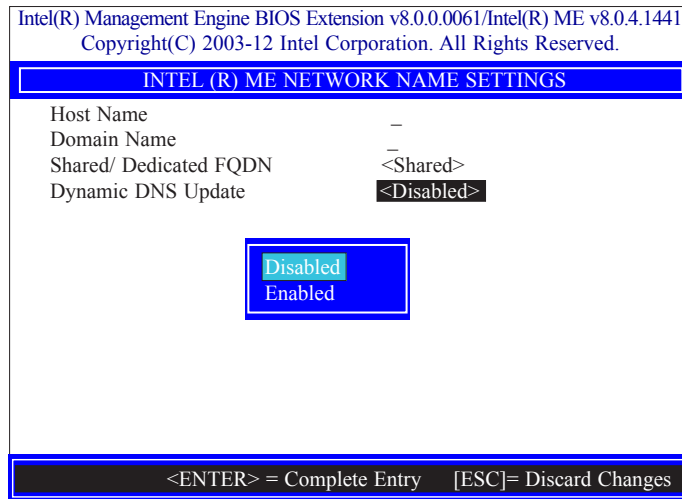 Intel(R) Management Engine BIOS Extension v8.0.0.0061/Intel(R) ME v8.0.4.1441
Copyright(C) 2003-12 Intel Corporation. All Rights Reserved.
INTEL (R) ME NETWORK NAME SETTINGS
Host Name _
Domain Name _
Shared/ Dedicated FQDN <Shared>
Dynamic DNS Update <Disabled>
Disabled
Enabled
<ENTER> = Complete Entry [ESC]= Discard Changes